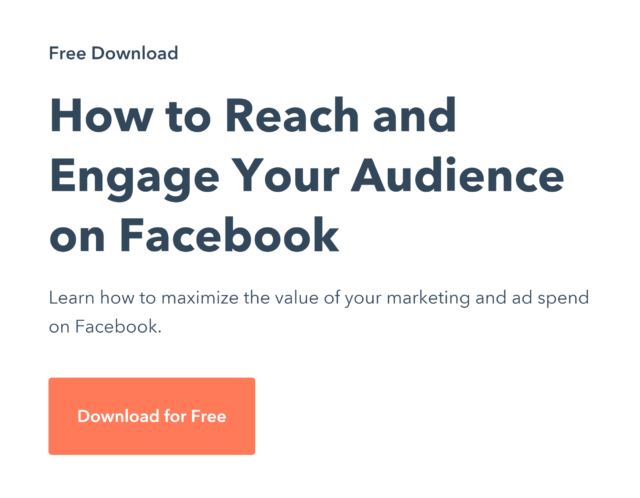 Free Download
How to Reach and
Engage Your Audience
on Facebook
Learn how to maximize the value of your marketing and ad spend
on Facebook.
Download for Free